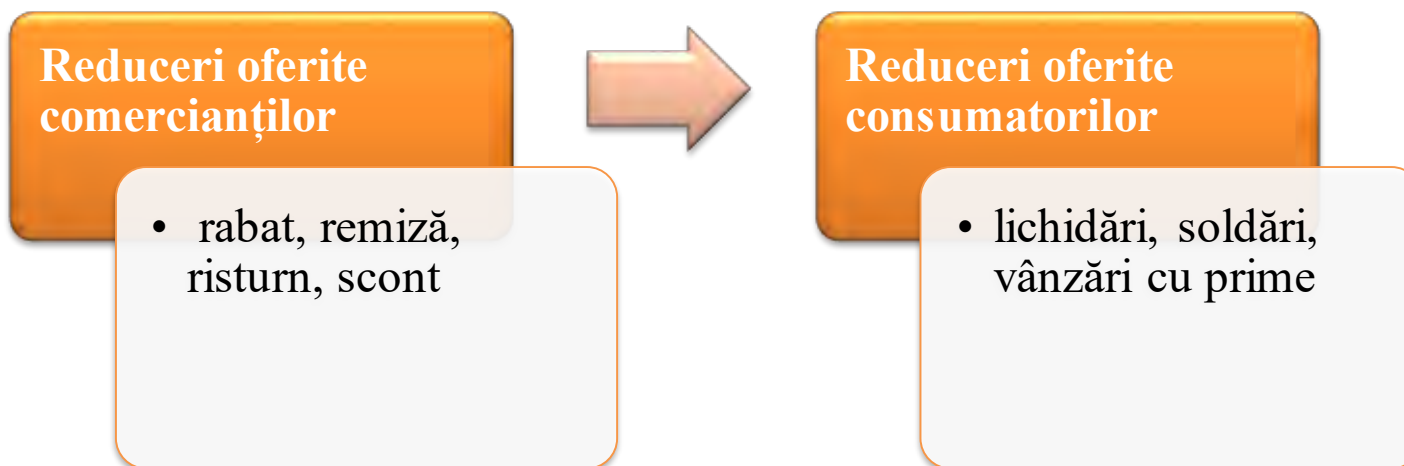 Reduceri oferite
comercianților
• rabat, remiză,
risturn, scont
Reduceri oferite
consumatorilor
• lichidări, soldări,
vânzări cu prime